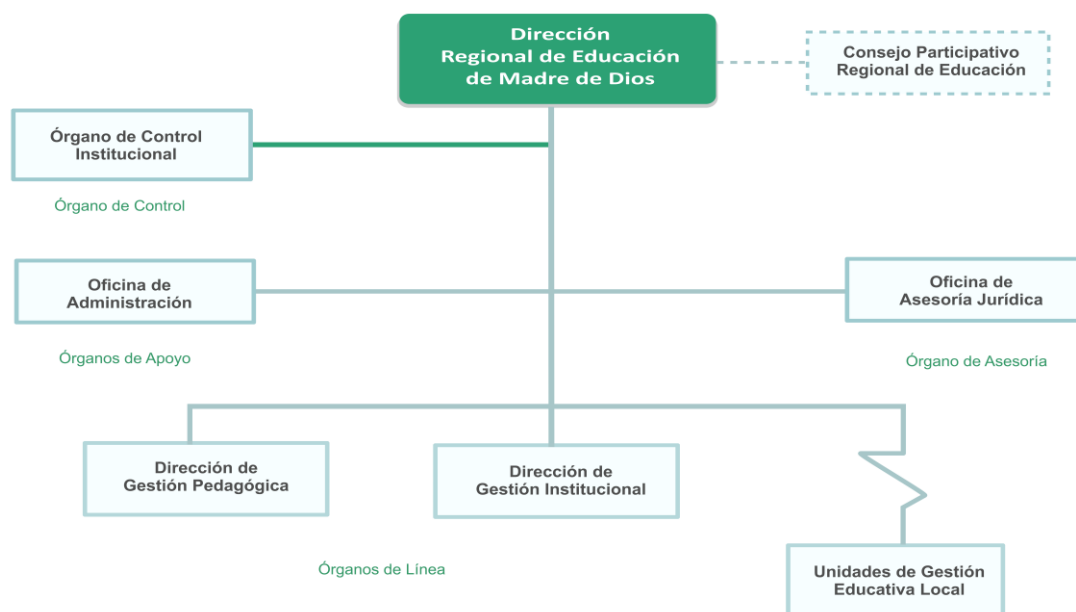 Dirección
Regional de Educación
de Madre de Dios
Consejo Participativo
Regional de Educación
Órgano de Control
Institucional
Órgano de Control
Oficina de
Administración
Oficina de
Asesoría Jurídica
Órganos de Apoyo
Órgano de Asesoría
Dirección de
Gestión Pedagógica
Dirección de
Gestión Institucional
Órganos de Línea
Unidades de Gestión
Educativa Local